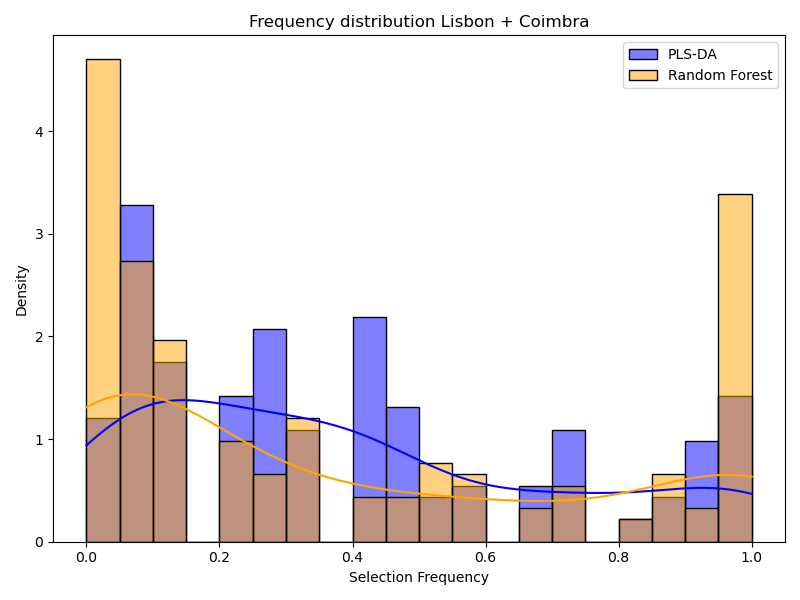 Frequency distribution Lisbon + Coimbra
PLS-DA
Random Forest
Density
4
3
2
1
0
0.0 0.2 0.4 0.6 0.8 1.0
Selection Frequency